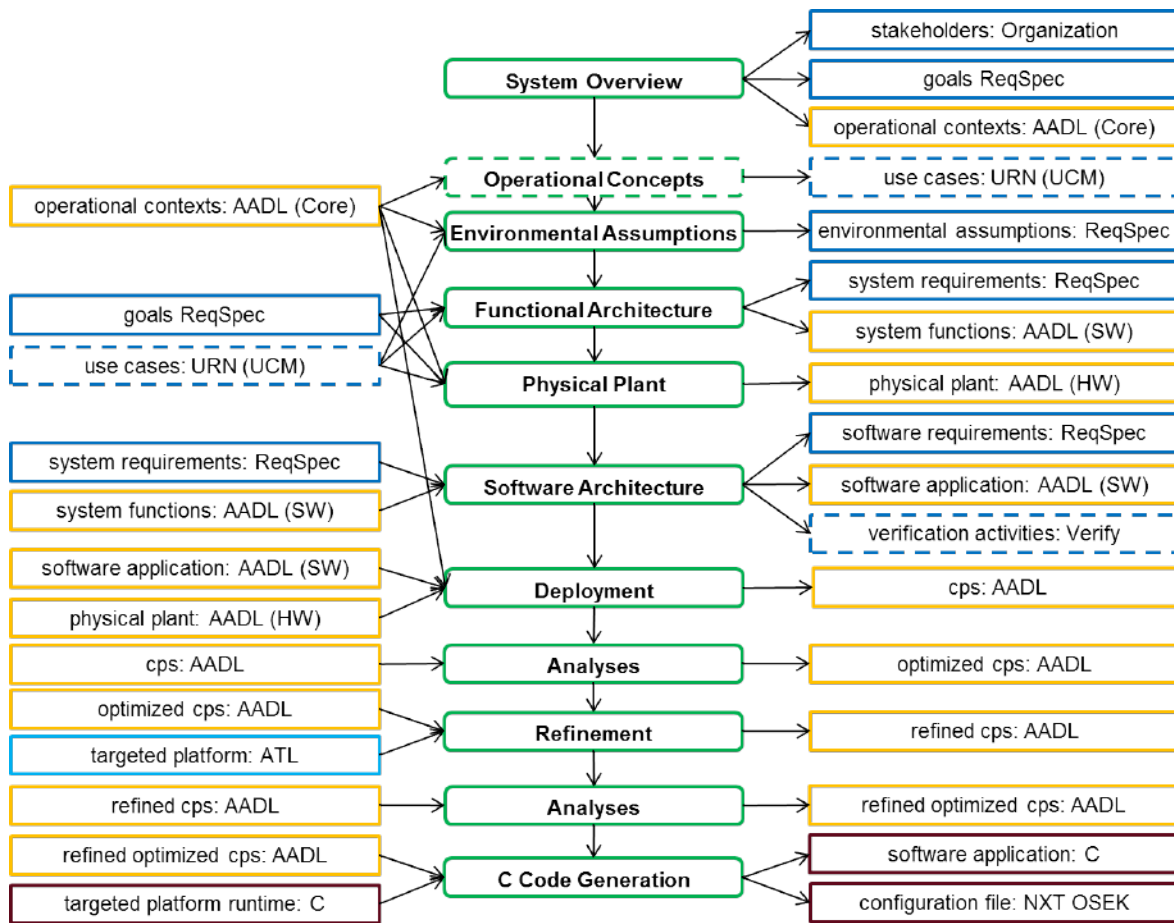 stakeholders: Organization
System Overview
goals ReqSpec
operational contexts: AADL (Core)
Operational Concepts
use cases: URN (UCM)
operational contexts: AADL (Core)
Environmental Assumptions
environmental assumptions: ReqSpec
system requirements: ReqSpec
goals ReqSpec
Functional Architecture
system functions: AADL (SW)
use cases: URN (UCM)
Physical Plant
physical plant: AADL (HW)
software requirements: ReqSpec
system requirements: ReqSpec
Software Architecture
software application: AADL (SW)
system functions: AADL (SW)
verification activities: Verify
software application: AADL (SW)
Deployment
cps: AADL
physical plant: AADL (HW)
cps: AADL
Analyses
optimized cps: AADL
optimized cps: AADL
Refinement
refined cps: AADL
targeted platform: ATL
refined cps: AADL
Analyses
refined optimized cps: AADL
refined optimized cps: AADL
software application: C
C Code Generation
targeted platform runtime: C
configuration file: NXT OSEK